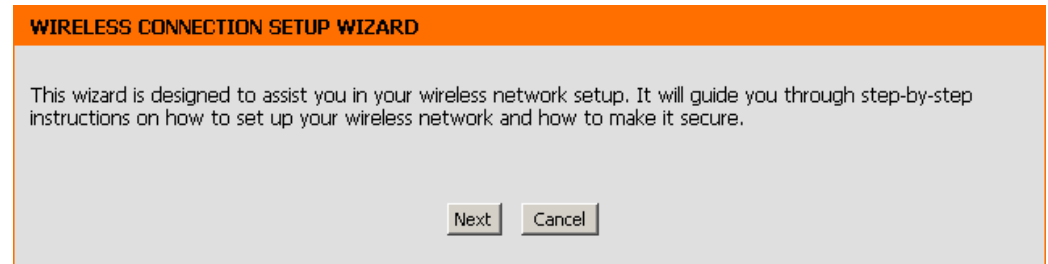 WIRELESS CONNECTION SETUP WIZARD
This wizard is designed to assist you in your wireless network setup. It will guide you through step-by-step
instructions on how to set up your wireless network and how to make it secure.
Next Cancel